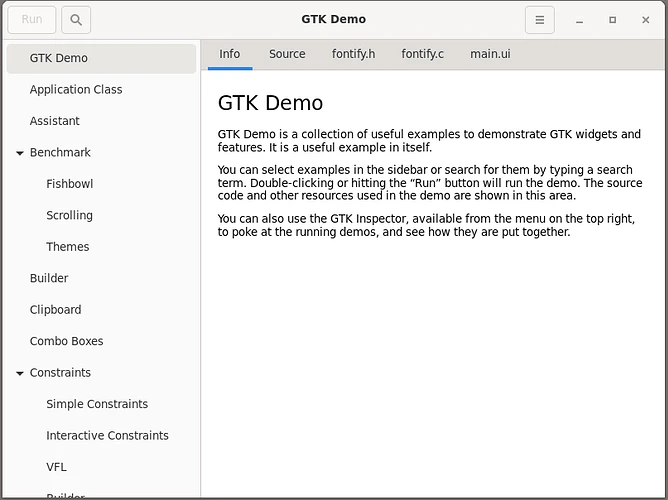 Run
GTK Demo
GTK Demo
Application Class
Assistant
Benchmark
Fishbowl
Scrolling
Themes
Builder
Clipboard
Combo Boxes
Constraints
Simple Constraints
Interactive Constraints
VFL
Builder
Info Source fontify.h fontify.c main.ui
GTK Demo
GTK Demo is a collection of useful examples to demonstrate GTK widgets and
features. It is a useful example in itself.
You can select examples in the sidebar or search for them by typing a search
term. Double-clicking or hitting the “Run” button will run the demo. The source
code and other resources used in the demo are shown in this area.
You can also use the GTK Inspector, available from the menu on the top right,
to poke at the running demos, and see how they are put together.